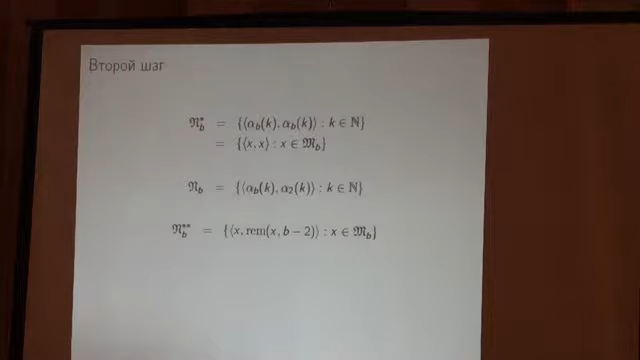 Второй шаг
𝔑*_b = {⟨α_b(k), α_b(k)⟩ : k ∈ ℕ}
= {⟨x, x⟩ : x ∈ 𝔐_b}
𝔑_b = {⟨α_b(k), α_2(k)⟩ : k ∈ ℕ}
𝔑**_b = {⟨x, rem(x, b − 2)⟩ : x ∈ 𝔐_b}